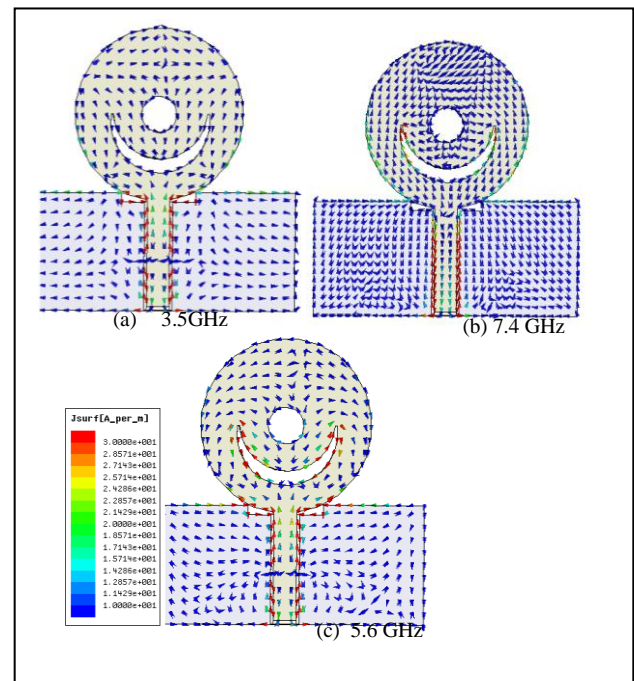 (a) 3.5GHz
(b) 7.4 GHz
Jsurf[A_per_m]
3.0000e+001
2.8571e+001
2.7143e+001
2.5714e+001
2.4286e+001
2.2857e+001
2.1429e+001
2.0000e+001
1.8571e+001
1.7143e+001
1.5714e+001
1.4286e+001
1.2857e+001
1.1429e+001
1.0000e+001
(c) 5.6 GHz